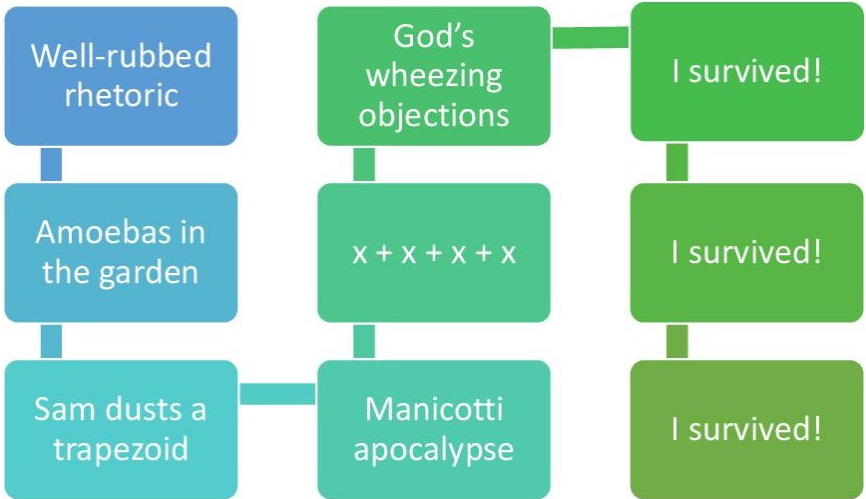 Well-rubbed
rhetoric
Amoebas in
the garden
Sam dusts a
trapezoid
Manicotti
apocalypse
x + x + x + x
God’s
wheezing
objections
I survived!
I survived!
I survived!